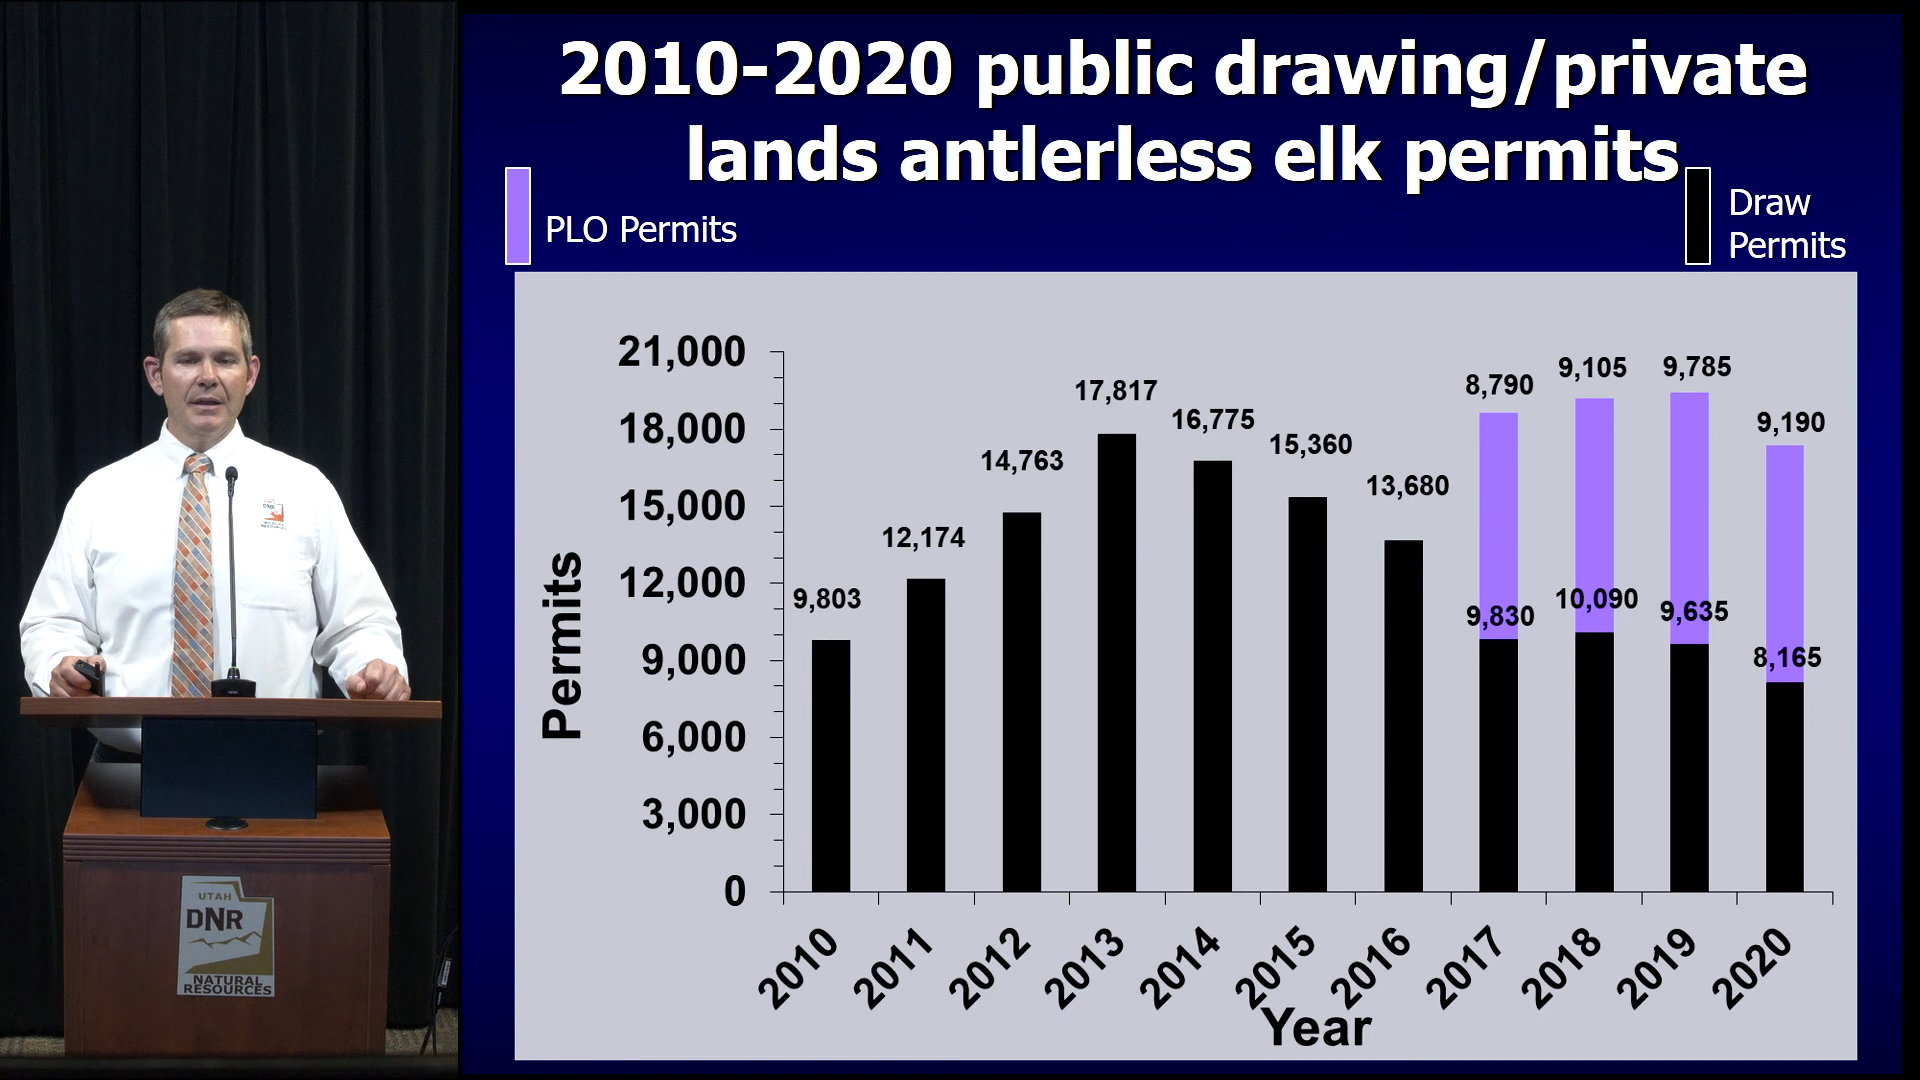 2010-2020 public drawing/private
lands antlerless elk permits
PLO Permits
Draw
Permits
21,000
18,000
15,000
12,000
9,000
6,000
3,000
0
Permits
9,803
12,174
14,763
17,817
16,775
15,360
13,680
8,790
9,830
9,105
10,090
9,785
9,635
9,190
8,165
2010
2011
2012
2013
2014
2015
2016
2017
2018
2019
2020
Year
DNR
UTAH
DNR
NATURAL
RESOURCES